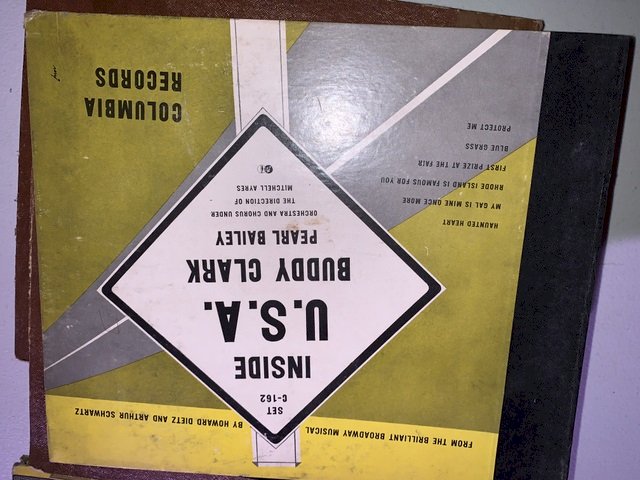 FROM THE BRILLIANT BROADWAY MUSICAL BY HOWARD DIETZ AND ARTHUR SCHWARTZ
SET
C-162
INSIDE
U.S.A.
BUDDY CLARK
PEARL BAILEY
ORCHESTRA AND CHORUS UNDER
THE DIRECTION OF
MITCHELL AYRES
HAUNTED HEART
MY GAL IS MINE ONCE MORE
RHODE ISLAND IS FAMOUS FOR YOU
FIRST PRIZE AT THE FAIR
BLUE GRASS
PROTECT ME
COLUMBIA
RECORDS